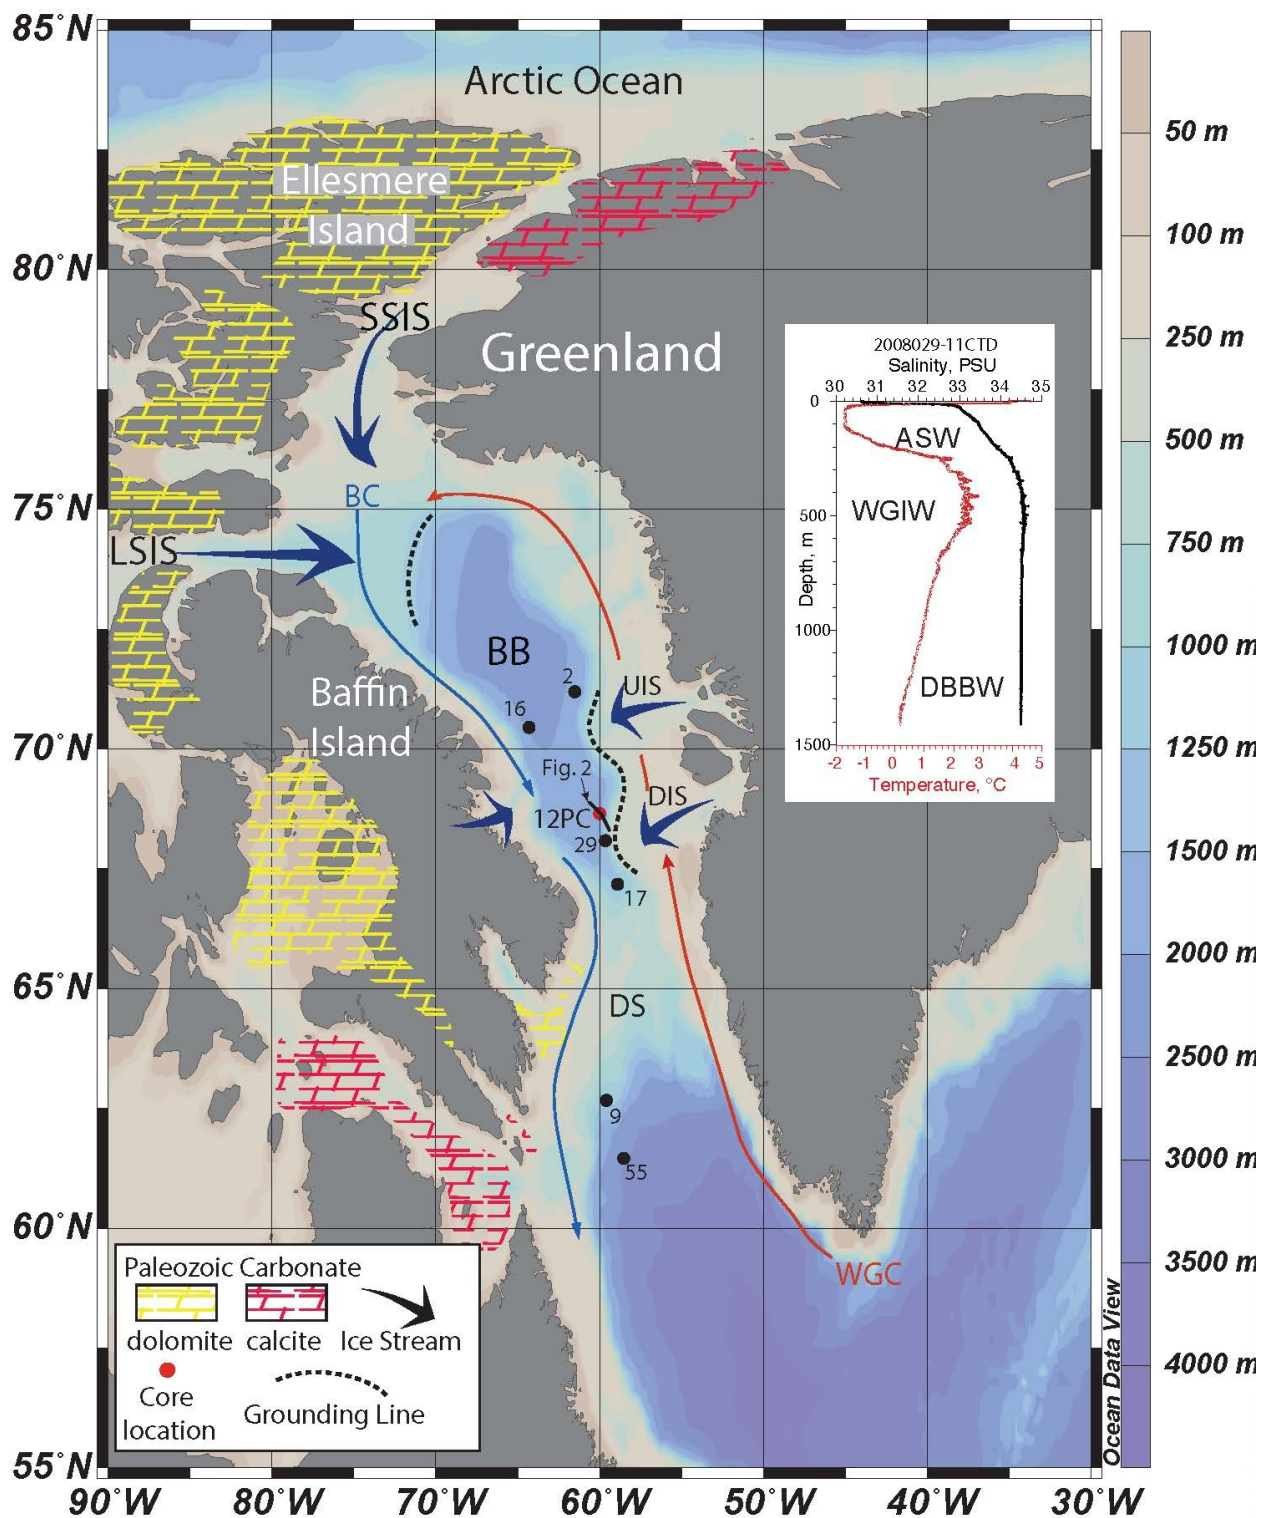 85°N
80°N
75°N
70°N
65°N
60°N
55°N
90°W
80°W
70°W
60°W
50°W
40°W
30°W
Arctic Ocean
Ellesmere
Island
SSIS
Greenland
BC
LSIS
BB
Baffin
Island
2
16
UIS
Fig. 2
DIS
12PC
29
17
DS
9
55
WGC
2008029-11CTD
Salinity, PSU
30 31 32 33 34 35
0
500
1000
1500
Depth, m
ASW
WGIW
DBBW
-2 -1 0 1 2 3 4 5
Temperature, °C
Paleozoic Carbonate
dolomite calcite Ice Stream
Core
location
Grounding Line
50 m
100 m
250 m
500 m
750 m
1000 m
1250 m
1500 m
2000 m
2500 m
3000 m
3500 m
4000 m
Ocean Data View